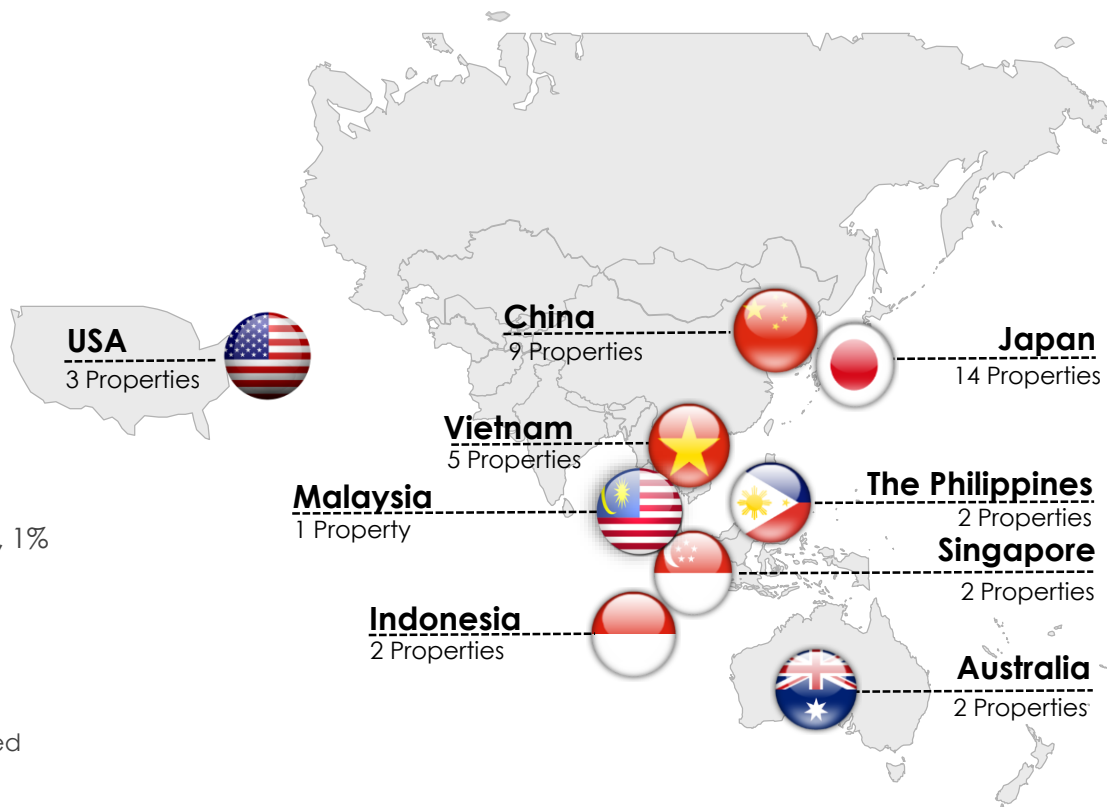 China
9 Properties
USA
3 Properties
Japan
14 Properties
Vietnam
5 Properties
Malaysia
1 Property
The Philippines
2 Properties
, 1%
Singapore
2 Properties
Indonesia
2 Properties
Australia
2 Properties
ed